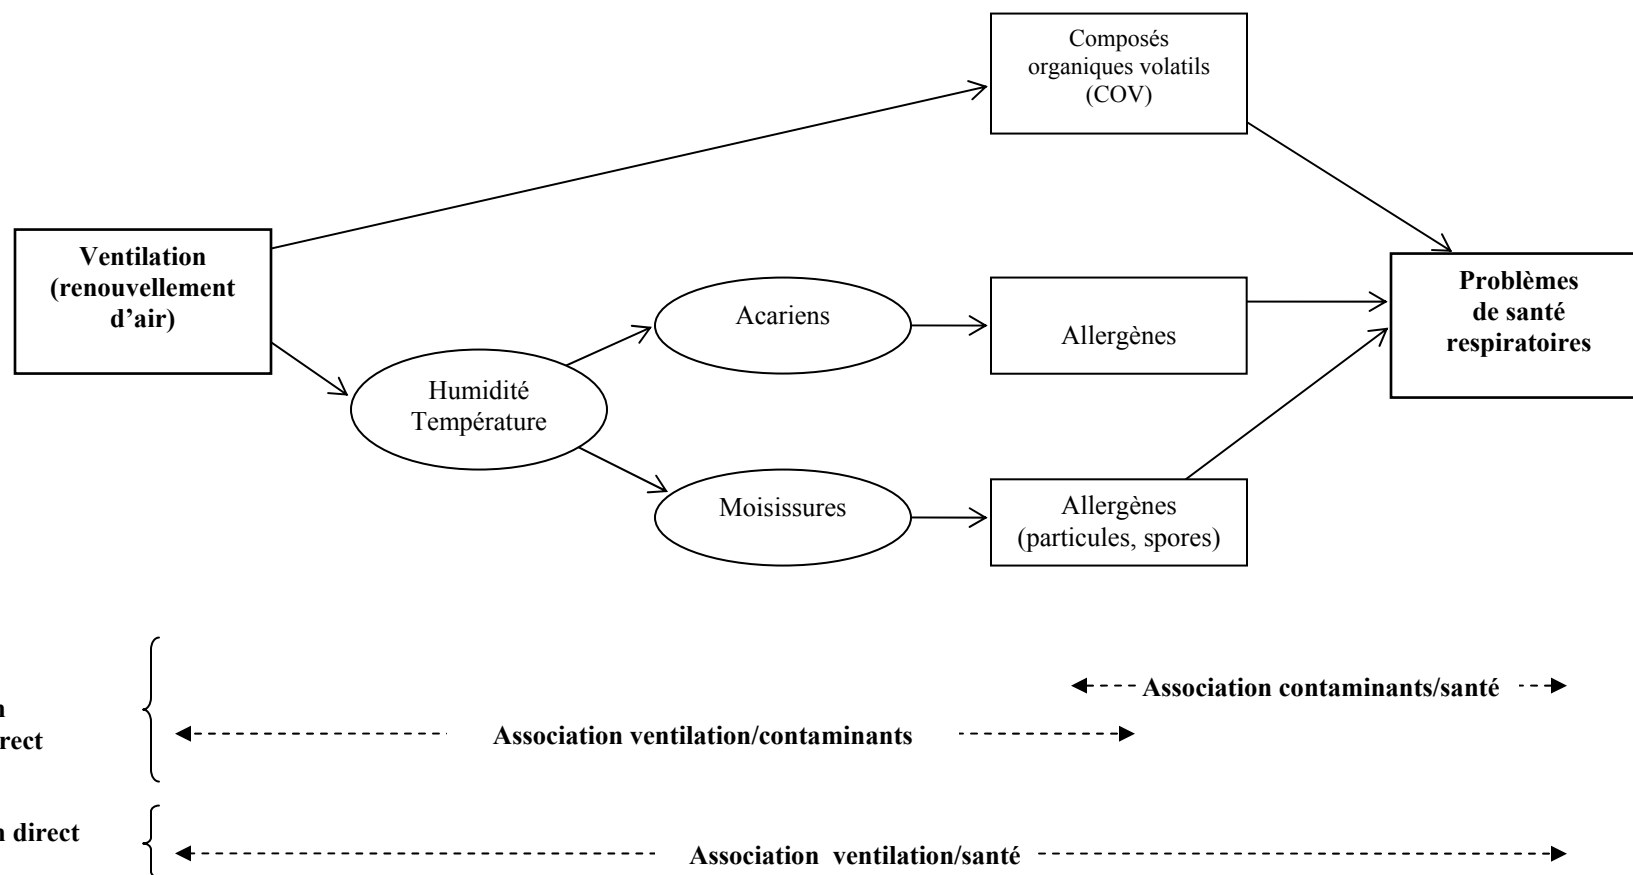 Composés
organiques volatils
(COV)
Ventilation
(renouvellement
d’air)
Problèmes
de santé
respiratoires
Acariens
Allergènes
Humidité
Température
Moisissures
Allergènes
(particules, spores)
Association contaminants/santé
Association ventilation/contaminants
direct
Association ventilation/santé